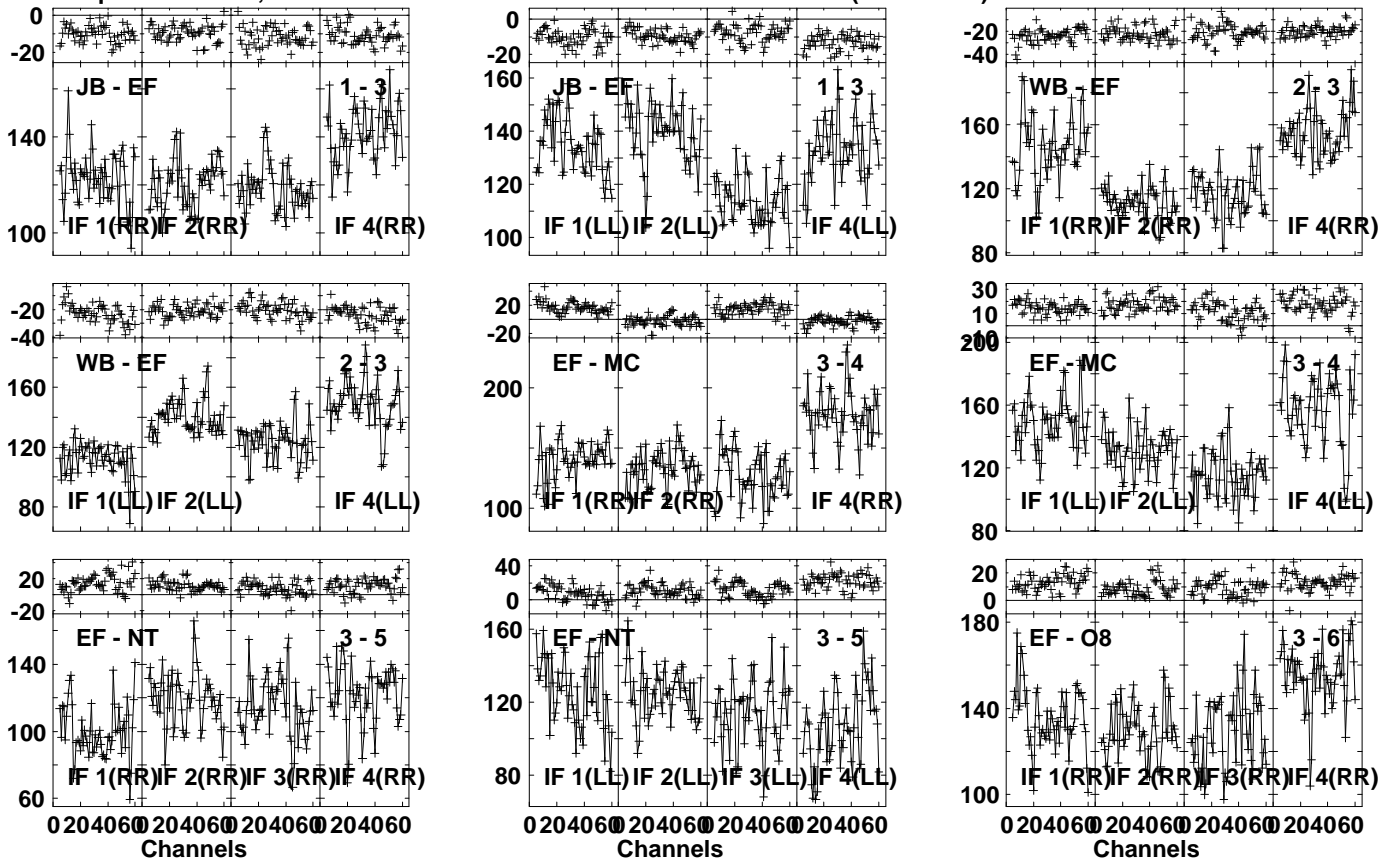 0
-20
JB - EF 1 - 3
140
100
IF 1(RR) IF 2(RR) IF 4(RR)
0
-20
160
JB - EF 1 - 3
140
120
100
IF 1(LL) IF 2(LL) IF 4(LL)
-20
-40
WB - EF 2 - 3
160
120
80
IF 1(RR) IF 2(RR) IF 4(RR)
-20
-40
WB - EF 2 - 3
160
120
80
IF 1(LL) IF 2(LL) IF 4(LL)
20
-20
EF - MC 3 - 4
200
100
IF 1(RR) IF 2(RR) IF 4(RR)
30
10
200
EF - MC 3 - 4
160
120
80
IF 1(LL) IF 2(LL) IF 4(LL)
20
-20
EF - NT 3 - 5
140
100
60
IF 1(RR) IF 2(RR) IF 3(RR) IF 4(RR)
0 20 40 60 0 20 40 60 0 20 40 60 0 20 40 60
Channels
40
0
160
EF - NT 3 - 5
120
80
IF 1(LL) IF 2(LL) IF 3(LL) IF 4(LL)
0 20 40 60 0 20 40 60 0 20 40 60 0 20 40 60
Channels
20
0
180
EF - O8 3 - 6
140
100
IF 1(RR) IF 2(RR) IF 3(RR) IF 4(RR)
0 20 40 60 0 20 40 60 0 20 40 60 0 20 40 60
Channels